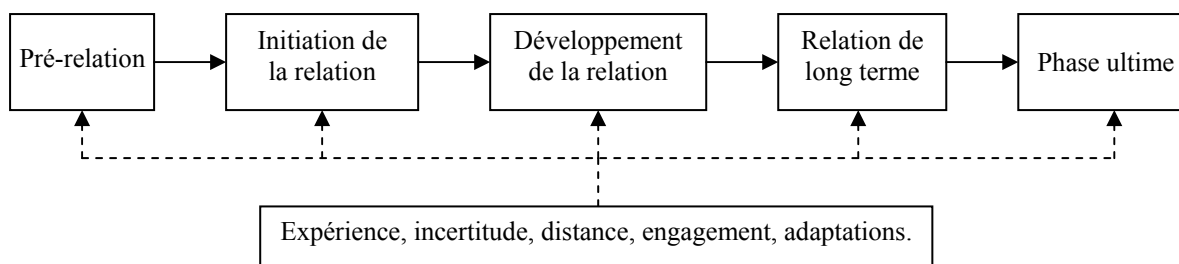 Pré-relation
Initiation de
la relation
Développement
de la relation
Relation de
long terme
Phase ultime
Expérience, incertitude, distance, engagement, adaptations.